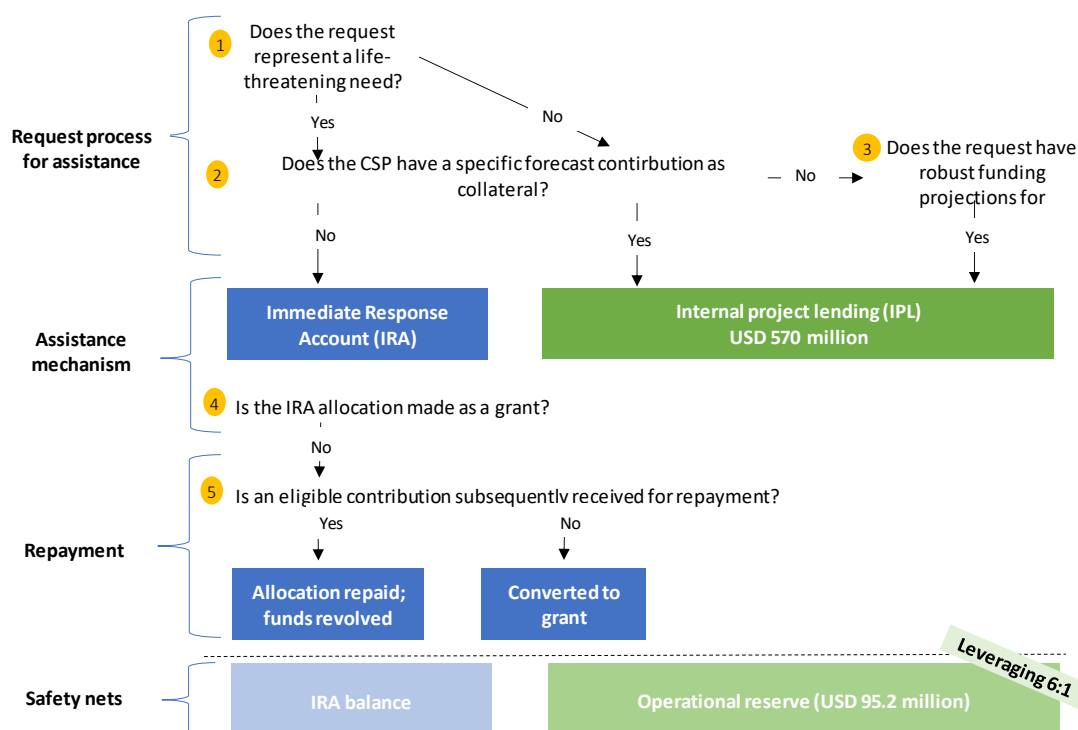 1
Does the request
represent a life-
threatening need?
Yes
No
Request process
for assistance
2
Does the CSP have a specific forecast contirbution as
collateral?
No
3
Does the request have
robust funding
projections for
No
Yes
Yes
Immediate Response
Account (IRA)
Internal project lending (IPL)
USD 570 million
Assistance
mechanism
4
Is the IRA allocation made as a grant?
No
5
Is an eligible contribution subsequently received for repayment?
Yes
No
Repayment
Allocation repaid;
funds revolved
Converted to
grant
Leveraging 6:1
Safety nets
IRA balance
Operational reserve (USD 95.2 million)